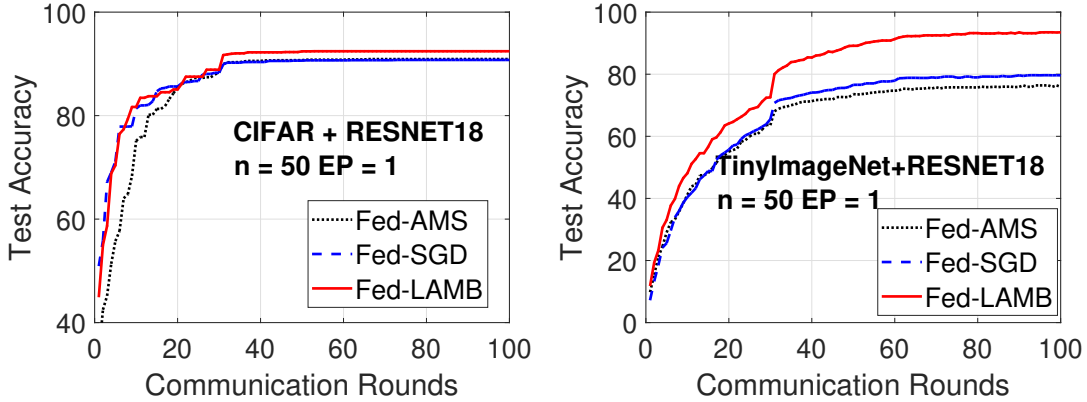 100
80
60
40
Test Accuracy
CIFAR + RESNET18
n = 50 EP = 1
Fed-AMS
Fed-SGD
Fed-LAMB
0 20 40 60 80 100
Communication Rounds
100
80
60
40
20
0
Test Accuracy
TinyImageNet+RESNET18
n = 50 EP = 1
Fed-AMS
Fed-SGD
Fed-LAMB
0 20 40 60 80 100
Communication Rounds